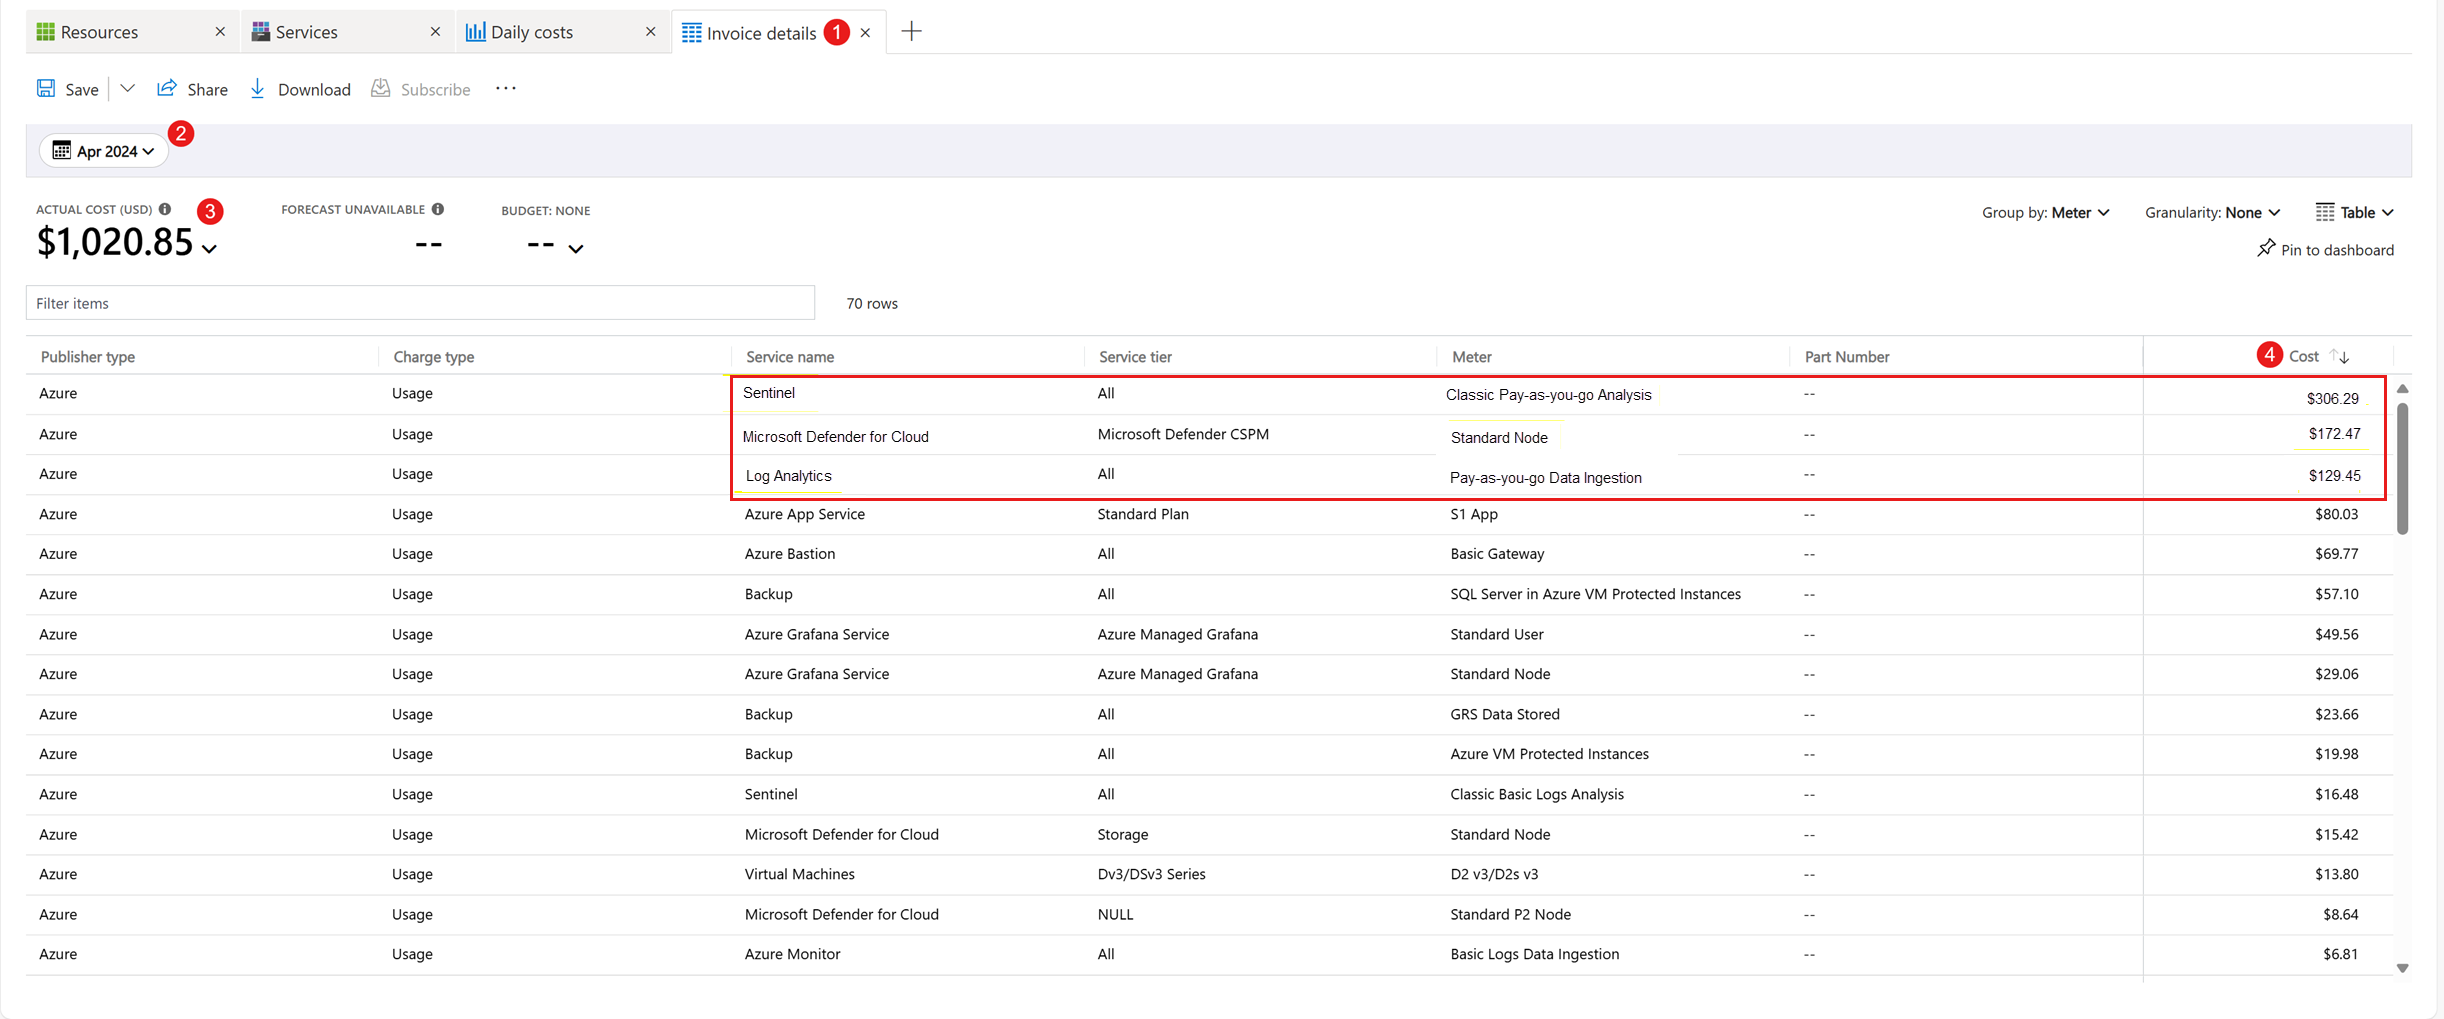 Resources
Services
Daily costs
Invoice details 1
Save
Share
Download
Subscribe
Apr 2024 2
ACTUAL COST (USD) 3
$1,020.85
FORECAST UNAVAILABLE
--
BUDGET: NONE
--
Group by: Meter
Granularity: None
Table
Pin to dashboard
Filter items
70 rows
Publisher type Charge type Service name Service tier Meter Part Number 4 Cost
Azure Usage Sentinel All Classic Pay-as-you-go Analysis -- $306.29
Azure Usage Microsoft Defender for Cloud Microsoft Defender CSPM Standard Node -- $172.47
Azure Usage Log Analytics All Pay-as-you-go Data Ingestion -- $129.45
Azure Usage Azure App Service Standard Plan S1 App -- $80.03
Azure Usage Azure Bastion All Basic Gateway -- $69.77
Azure Usage Backup All SQL Server in Azure VM Protected Instances -- $57.10
Azure Usage Azure Grafana Service Azure Managed Grafana Standard User -- $49.56
Azure Usage Azure Grafana Service Azure Managed Grafana Standard Node -- $29.06
Azure Usage Backup All GRS Data Stored -- $23.66
Azure Usage Backup All Azure VM Protected Instances -- $19.98
Azure Usage Sentinel All Classic Basic Logs Analysis -- $16.48
Azure Usage Microsoft Defender for Cloud Storage Standard Node -- $15.42
Azure Usage Virtual Machines Dv3/DSv3 Series D2 v3/D2s v3 -- $13.80
Azure Usage Microsoft Defender for Cloud NULL Standard P2 Node -- $8.64
Azure Usage Azure Monitor All Basic Logs Data Ingestion -- $6.81